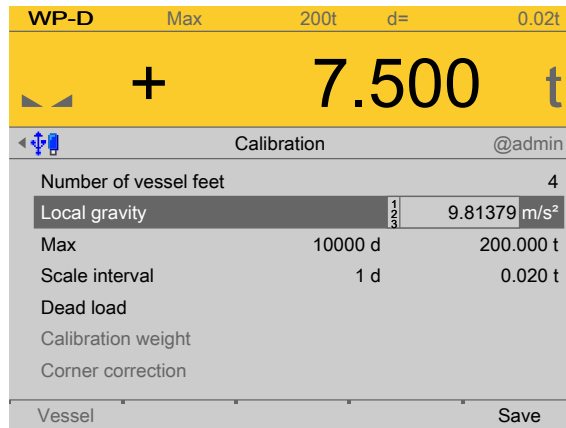 WP-D Max 200t d= 0.02t
+ 7.500 t
Calibration @admin
Number of vessel feet 4
Local gravity 123 9.81379 m/s²
Max 10000 d 200.000 t
Scale interval 1 d 0.020 t
Dead load
Calibration weight
Corner correction
Vessel Save